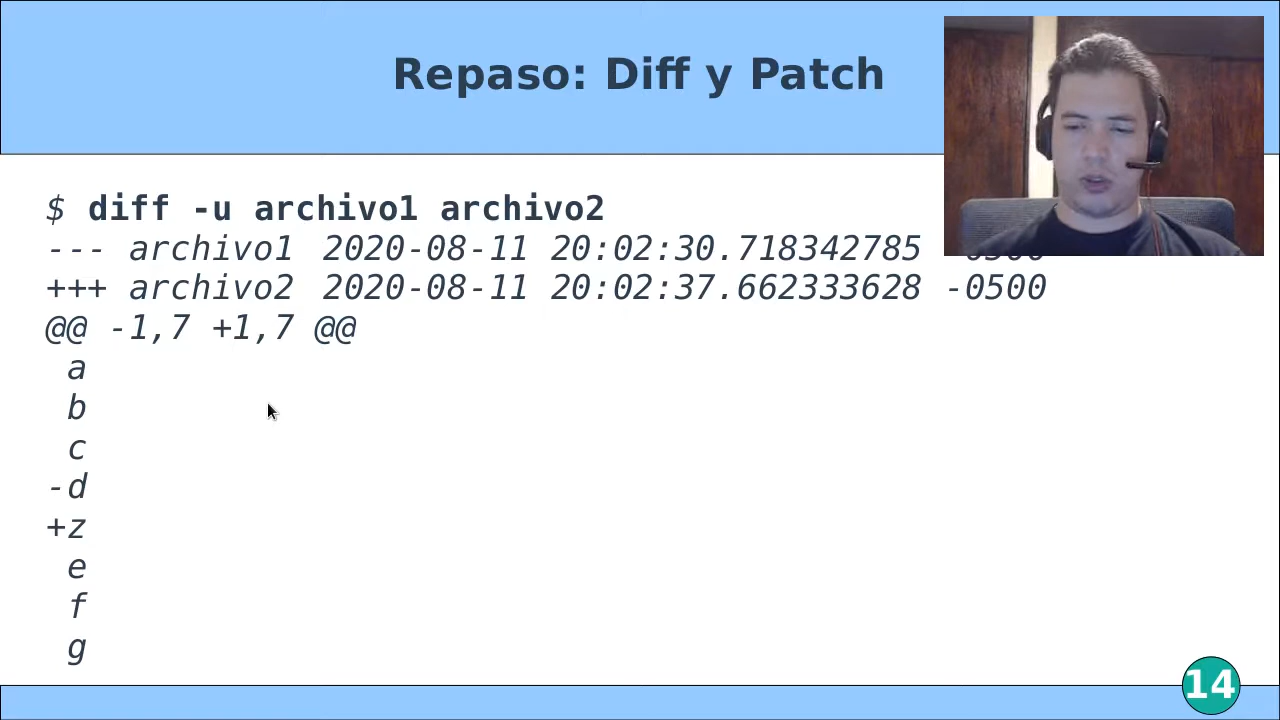 Repaso: Diff y Patch
$ diff -u archivo1 archivo2
--- archivo1 2020-08-11 20:02:30.718342785
+++ archivo2 2020-08-11 20:02:37.662333628 -0500
@@ -1,7 +1,7 @@
 a
 b
 c
-d
+z
 e
 f
 g
14